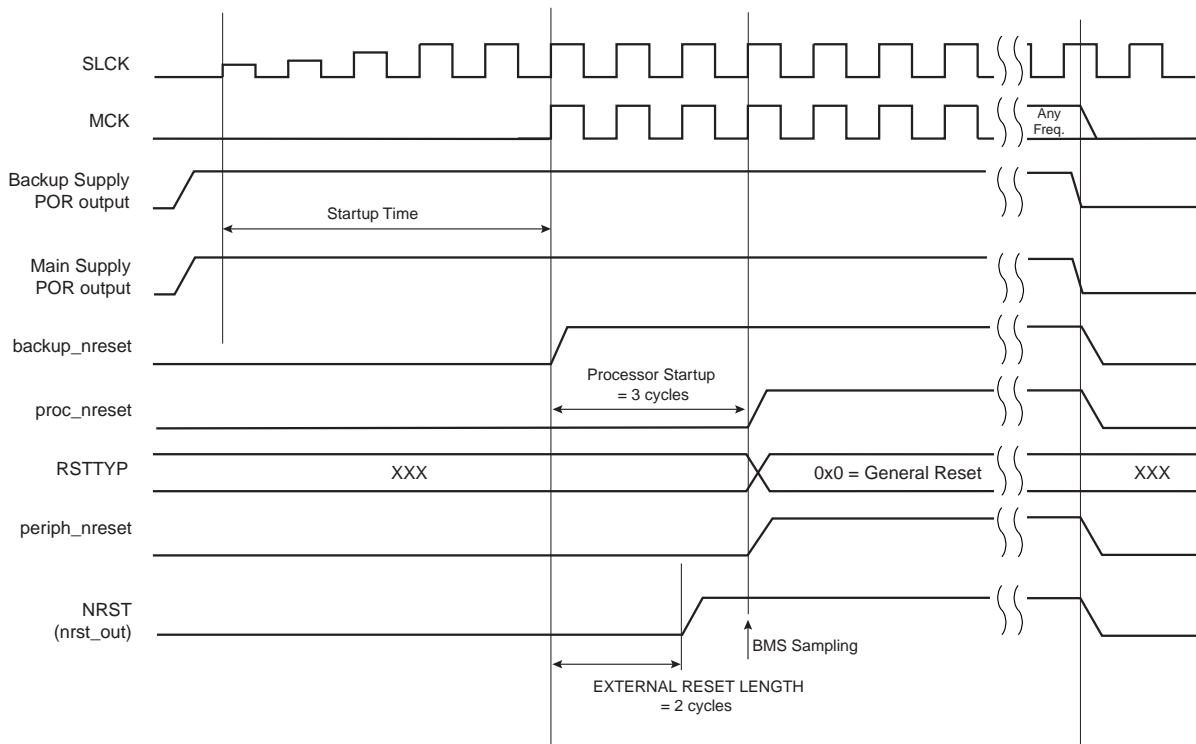 SLCK
MCK
Any
Freq.
Backup Supply
POR output
Startup Time
Main Supply
POR output
backup_nreset
Processor Startup
= 3 cycles
proc_nreset
RSTTYP
XXX
0x0 = General Reset
XXX
periph_nreset
NRST
(nrst_out)
BMS Sampling
EXTERNAL RESET LENGTH
= 2 cycles